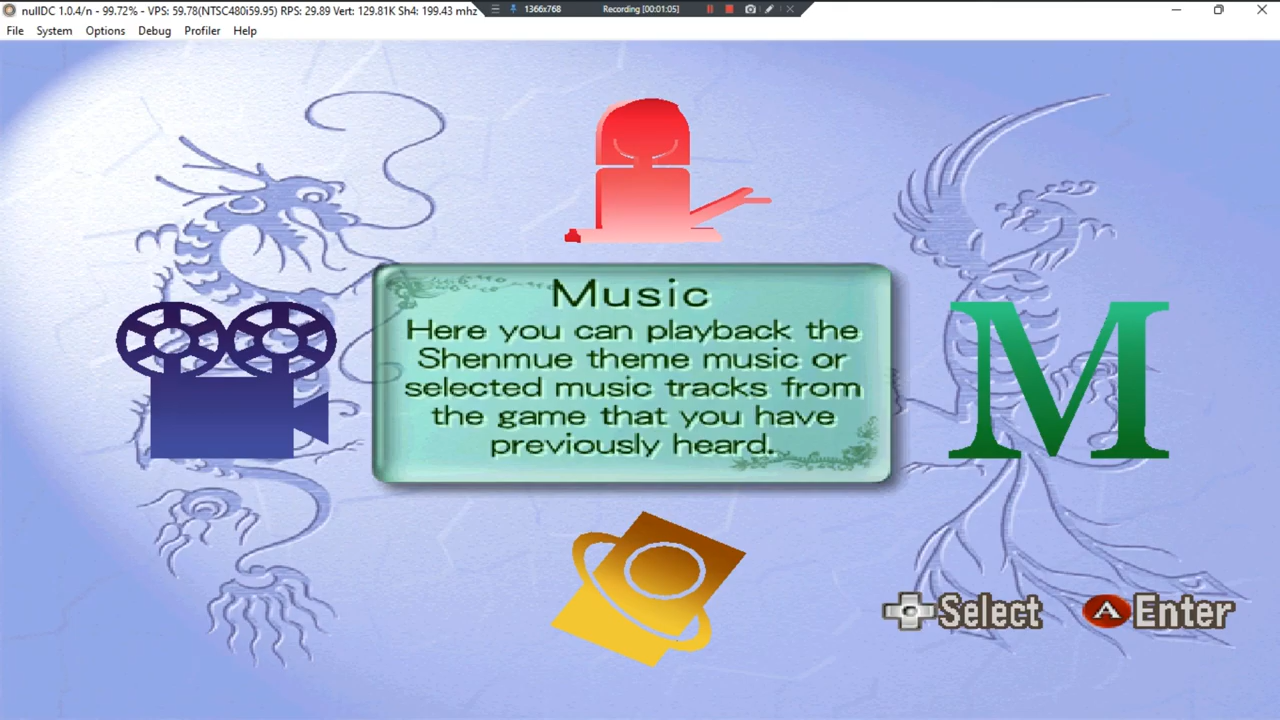 nullDC 1.0.4/n - 99.72% - VPS: 59.78(NTSC480i59.95) RPS: 29.89 Vert: 129.81K Sh4: 199.43 mhz
1366x768
Recording [00:01:05]
File System Options Debug Profiler Help
Music
Here you can playback the
Shenmue theme music or
selected music tracks from
the game that you have
previously heard.
M
Select A Enter